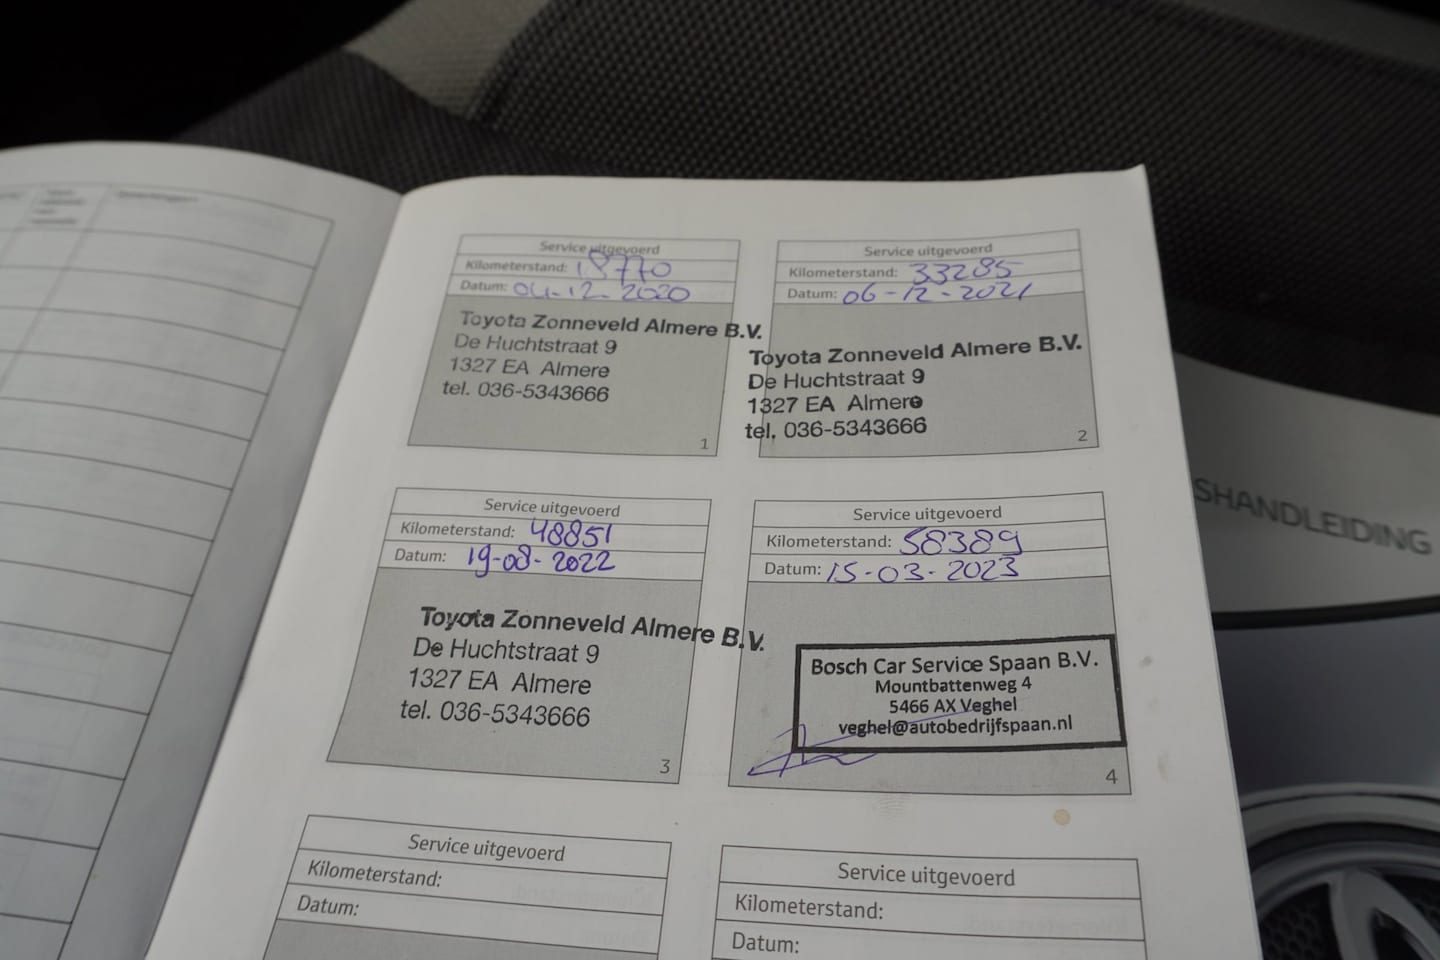 Service uitgevoerd
Kilometerstand: 18770
Datum: 04-12-2020
Toyota Zonneveld Almere B.V.
De Huchtstraat 9
1327 EA Almere
tel. 036-5343666
1
Service uitgevoerd
Kilometerstand: 33285
Datum: 06-12-2021
Toyota Zonneveld Almere B.V.
De Huchtstraat 9
1327 EA Almere
tel. 036-5343666
2
Service uitgevoerd
Kilometerstand: 48851
Datum: 19-08-2022
Toyota Zonneveld Almere B.V.
De Huchtstraat 9
1327 EA Almere
tel. 036-5343666
3
Service uitgevoerd
Kilometerstand: 58389
Datum: 15-03-2023
Bosch Car Service Spaan B.V.
Mountbattenweg 4
5466 AX Veghel
veghel@autobedrijfspaan.nl
4
Service uitgevoerd
Kilometerstand:
Datum:
Service uitgevoerd
Kilometerstand:
Datum:
SHANDLEIDING